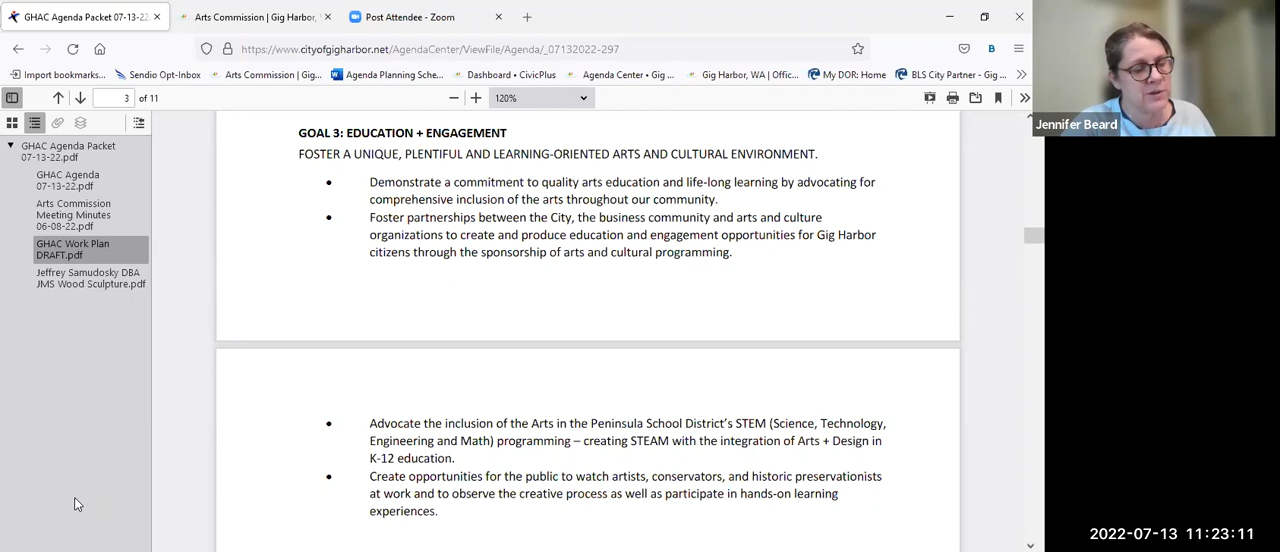 GHAC Agenda Packet 07-13-22.
Arts Commission | Gig Harbor, V
Post Attendee - Zoom
https://www.cityofgigharbor.net/AgendaCenter/ViewFile/Agenda/_07132022-297
Import bookmarks...
Sendio Opt-Inbox
Arts Commission | Gig...
Agenda Planning Sche...
Dashboard • CivicPlus
Agenda Center • Gig ...
Gig Harbor, WA | Offic...
My DOR: Home
BLS City Partner - Gig ...
3 of 11
120%
GHAC Agenda Packet
07-13-22.pdf
GHAC Agenda
07-13-22.pdf
Arts Commission
Meeting Minutes
06-08-22.pdf
GHAC Work Plan
DRAFT.pdf
Jeffrey Samudosky DBA
JMS Wood Sculpture.pdf
GOAL 3: EDUCATION + ENGAGEMENT
FOSTER A UNIQUE, PLENTIFUL AND LEARNING-ORIENTED ARTS AND CULTURAL ENVIRONMENT.
• Demonstrate a commitment to quality arts education and life-long learning by advocating for
comprehensive inclusion of the arts throughout our community.
• Foster partnerships between the City, the business community and arts and culture
organizations to create and produce education and engagement opportunities for Gig Harbor
citizens through the sponsorship of arts and cultural programming.
• Advocate the inclusion of the Arts in the Peninsula School District's STEM (Science, Technology,
Engineering and Math) programming – creating STEAM with the integration of Arts + Design in
K-12 education.
• Create opportunities for the public to watch artists, conservators, and historic preservationists
at work and to observe the creative process as well as participate in hands-on learning
experiences.
Jennifer Beard
2022-07-13 11:23:11